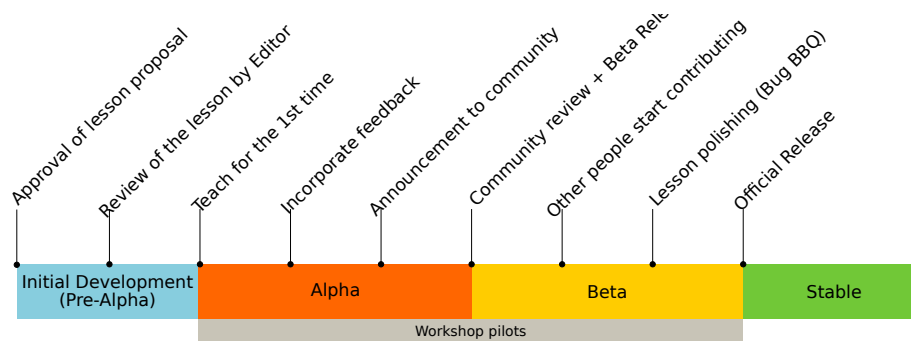 Approval of lesson proposal
Review of the lesson by Editor
Teach for the 1st time
Incorporate feedback
Announcement to community
Community review + Beta
Other people start contributing
Lesson polishing (Bug BBQ)
Official Release
Initial Development
(Pre-Alpha)
Alpha
Beta
Stable
Workshop pilots